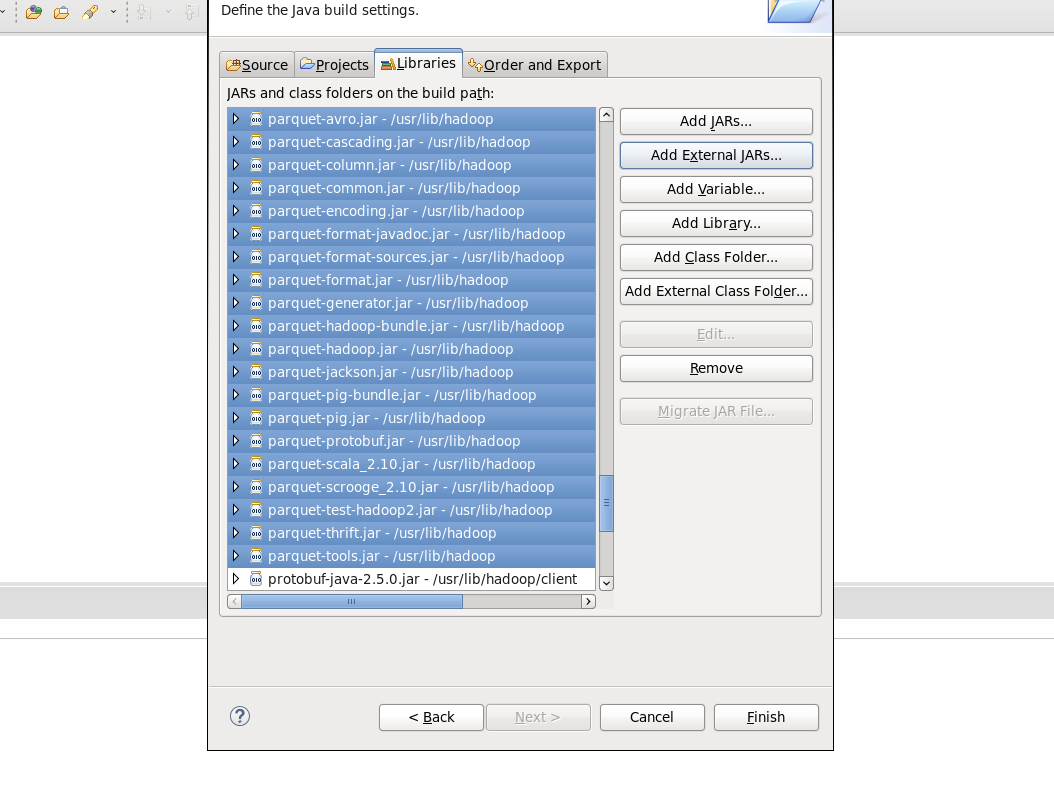 Define the Java build settings.
Source Projects Libraries Order and Export
JARs and class folders on the build path:
parquet-avro.jar - /usr/lib/hadoop
parquet-cascading.jar - /usr/lib/hadoop
parquet-column.jar - /usr/lib/hadoop
parquet-common.jar - /usr/lib/hadoop
parquet-encoding.jar - /usr/lib/hadoop
parquet-format-javadoc.jar - /usr/lib/hadoop
parquet-format-sources.jar - /usr/lib/hadoop
parquet-format.jar - /usr/lib/hadoop
parquet-generator.jar - /usr/lib/hadoop
parquet-hadoop-bundle.jar - /usr/lib/hadoop
parquet-hadoop.jar - /usr/lib/hadoop
parquet-jackson.jar - /usr/lib/hadoop
parquet-pig-bundle.jar - /usr/lib/hadoop
parquet-pig.jar - /usr/lib/hadoop
parquet-protobuf.jar - /usr/lib/hadoop
parquet-scala_2.10.jar - /usr/lib/hadoop
parquet-scrooge_2.10.jar - /usr/lib/hadoop
parquet-test-hadoop2.jar - /usr/lib/hadoop
parquet-thrift.jar - /usr/lib/hadoop
parquet-tools.jar - /usr/lib/hadoop
protobuf-java-2.5.0.jar - /usr/lib/hadoop/client
Add JARs...
Add External JARs...
Add Variable...
Add Library...
Add Class Folder...
Add External Class Folder...
Edit...
Remove
Migrate JAR File...
< Back Next > Cancel Finish